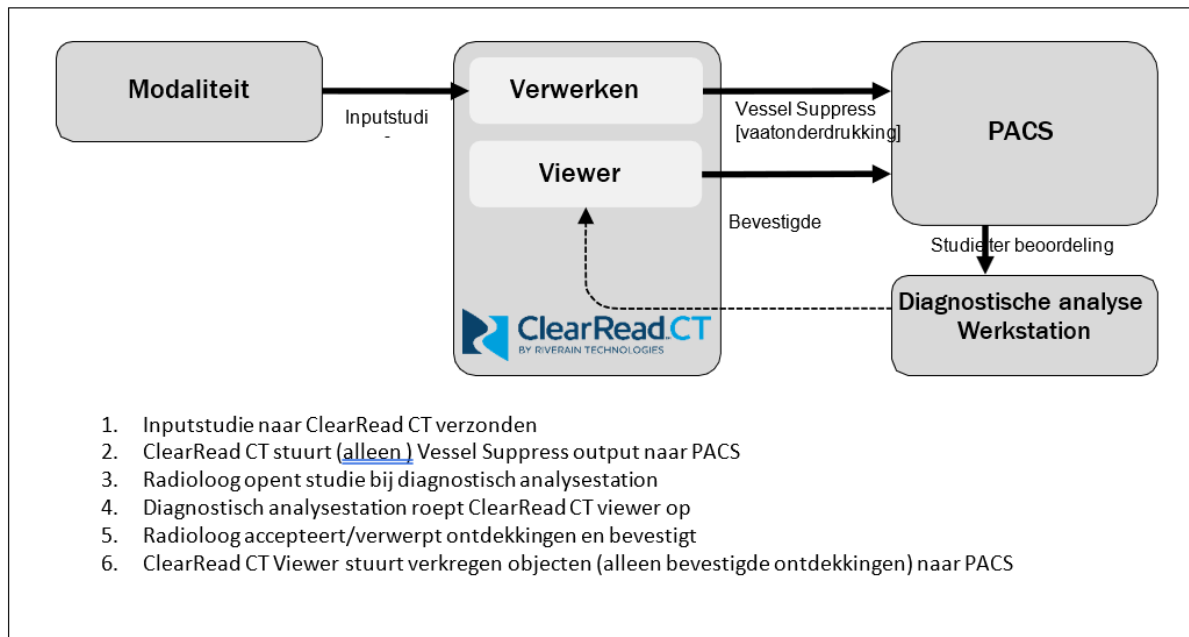 Modaliteit
Inputstudi
-
Verwerken
Viewer
ClearRead CT
BY RIVERAIN TECHNOLOGIES
Vessel Suppress
[vaatonderdrukking]
Bevestigde
PACS
Studie ter beoordeling
Diagnostische analyse
Werkstation
1. Inputstudie naar ClearRead CT verzonden
2. ClearRead CT stuurt (alleen ) Vessel Suppress output naar PACS
3. Radioloog opent studie bij diagnostisch analysestation
4. Diagnostisch analysestation roept ClearRead CT viewer op
5. Radioloog accepteert/verwerpt ontdekkingen en bevestigt
6. ClearRead CT Viewer stuurt verkregen objecten (alleen bevestigde ontdekkingen) naar PACS